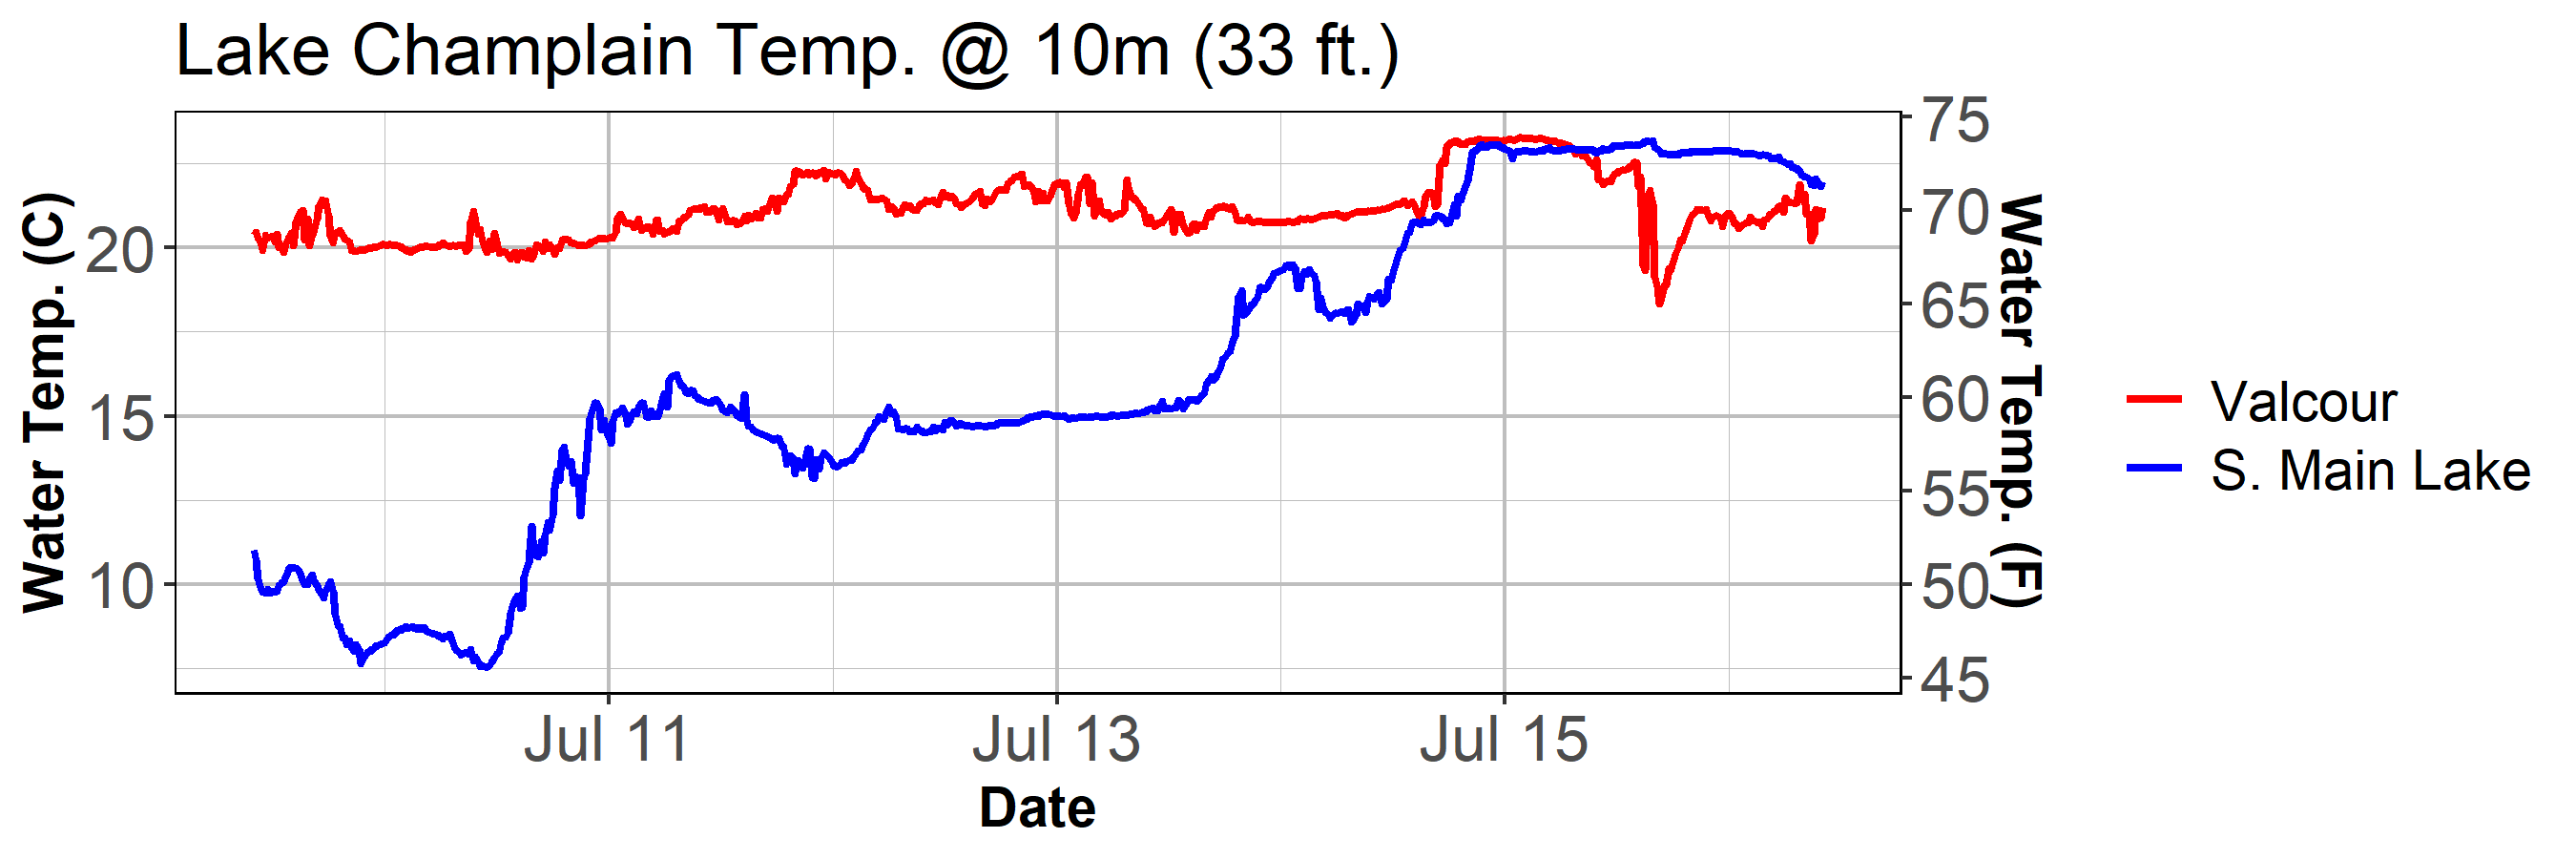 Lake Champlain Temp. @ 10m (33 ft.)
Water Temp. (C)
20
15
10
75
70
65
60
55
50
45
Water Temp. (F)
Jul 11
Jul 13
Jul 15
Date
Valcour
S. Main Lake